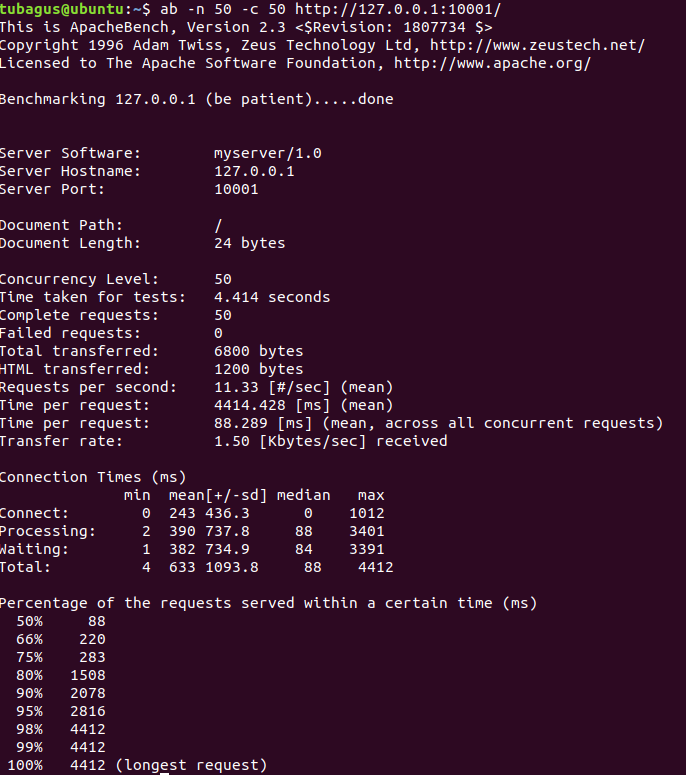 tubagus@ubuntu:~$ ab -n 50 -c 50 http://127.0.0.1:10001/
This is ApacheBench, Version 2.3 <$Revision: 1807734 $>
Copyright 1996 Adam Twiss, Zeus Technology Ltd, http://www.zeustech.net/
Licensed to The Apache Software Foundation, http://www.apache.org/

Benchmarking 127.0.0.1 (be patient).....done


Server Software:        myserver/1.0
Server Hostname:        127.0.0.1
Server Port:            10001

Document Path:          /
Document Length:        24 bytes

Concurrency Level:      50
Time taken for tests:   4.414 seconds
Complete requests:      50
Failed requests:        0
Total transferred:      6800 bytes
HTML transferred:       1200 bytes
Requests per second:    11.33 [#/sec] (mean)
Time per request:       4414.428 [ms] (mean)
Time per request:       88.289 [ms] (mean, across all concurrent requests)
Transfer rate:          1.50 [Kbytes/sec] received

Connection Times (ms)
              min  mean[+/-sd] median   max
Connect:        0  243 436.3      0    1012
Processing:     2  390 737.8     88    3401
Waiting:        1  382 734.9     84    3391
Total:          4  633 1093.8     88    4412

Percentage of the requests served within a certain time (ms)
  50%     88
  66%    220
  75%    283
  80%   1508
  90%   2078
  95%   2816
  98%   4412
  99%   4412
 100%   4412 (longest request)